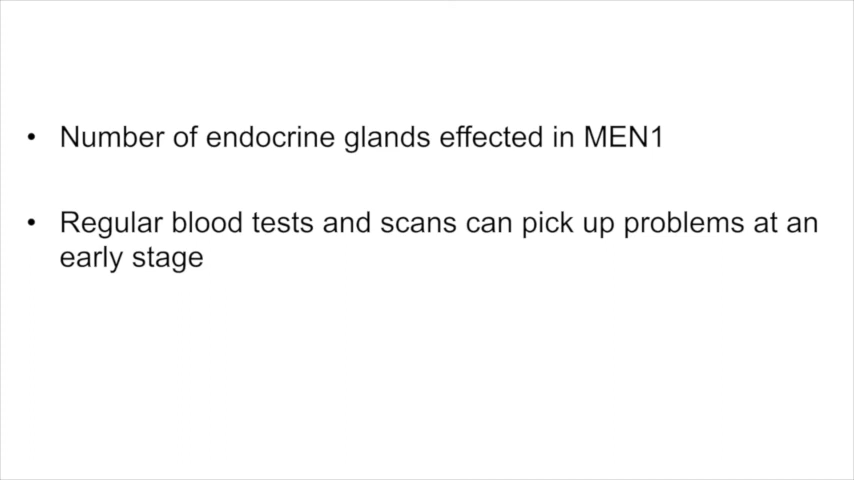 • Number of endocrine glands effected in MEN1
• Regular blood tests and scans can pick up problems at an
early stage